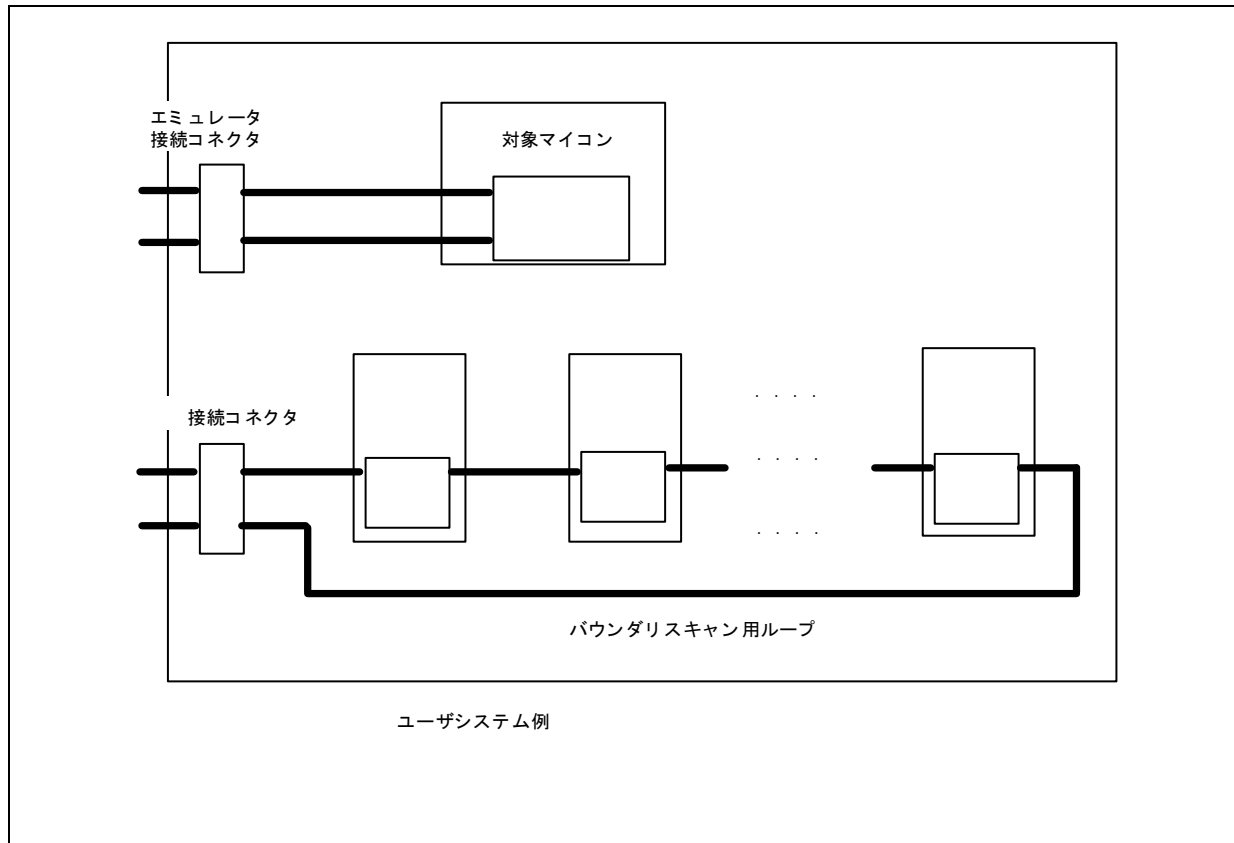 エミュレータ
接続コネクタ
対象マイコン
接続コネクタ
. . . .
. . . .
. . . .
バウンダリスキャン用ループ
ユーザシステム例